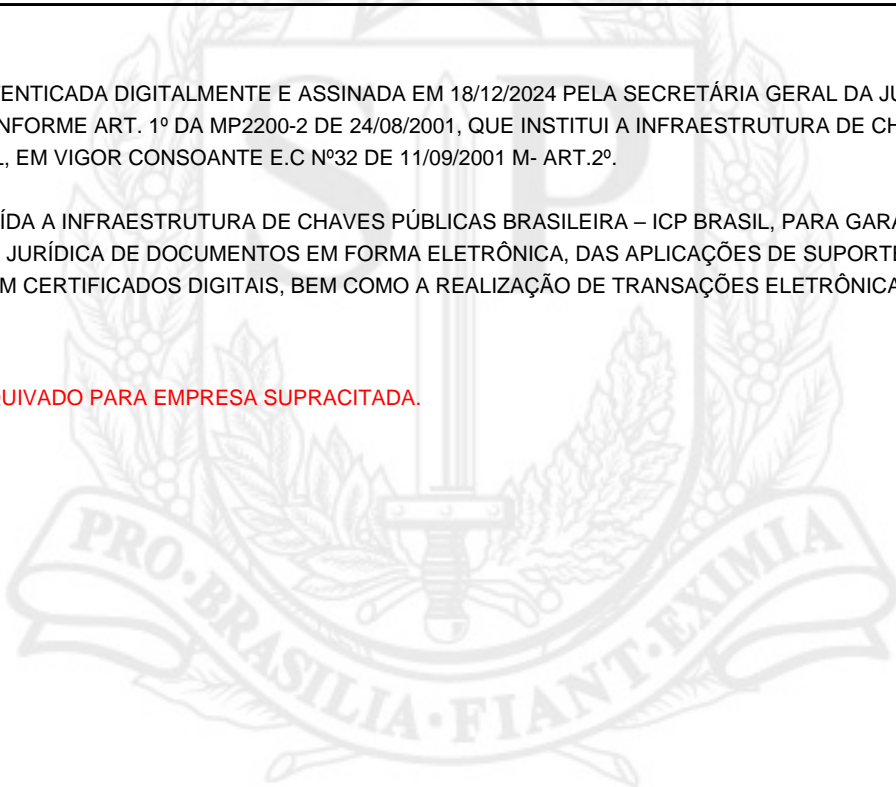 ENTICADA DIGITALMENTE E ASSINADA EM 18/12/2024 PELA SECRETÁRIA GERAL DA JU
NFORME ART. 1º DA MP2200-2 DE 24/08/2001, QUE INSTITUI A INFRAESTRUTURA DE CH
, EM VIGOR CONSOANTE E.C Nº32 DE 11/09/2001 M- ART.2º.
ÍDA A INFRAESTRUTURA DE CHAVES PÚBLICAS BRASILEIRA – ICP BRASIL, PARA GARA
JURÍDICA DE DOCUMENTOS EM FORMA ELETRÔNICA, DAS APLICAÇÕES DE SUPORTE
M CERTIFICADOS DIGITAIS, BEM COMO A REALIZAÇÃO DE TRANSAÇÕES ELETRÔNICA
UIVADO PARA EMPRESA SUPRACITADA.
SP
PRO·BRASILIA·FIANT·EXIMIA